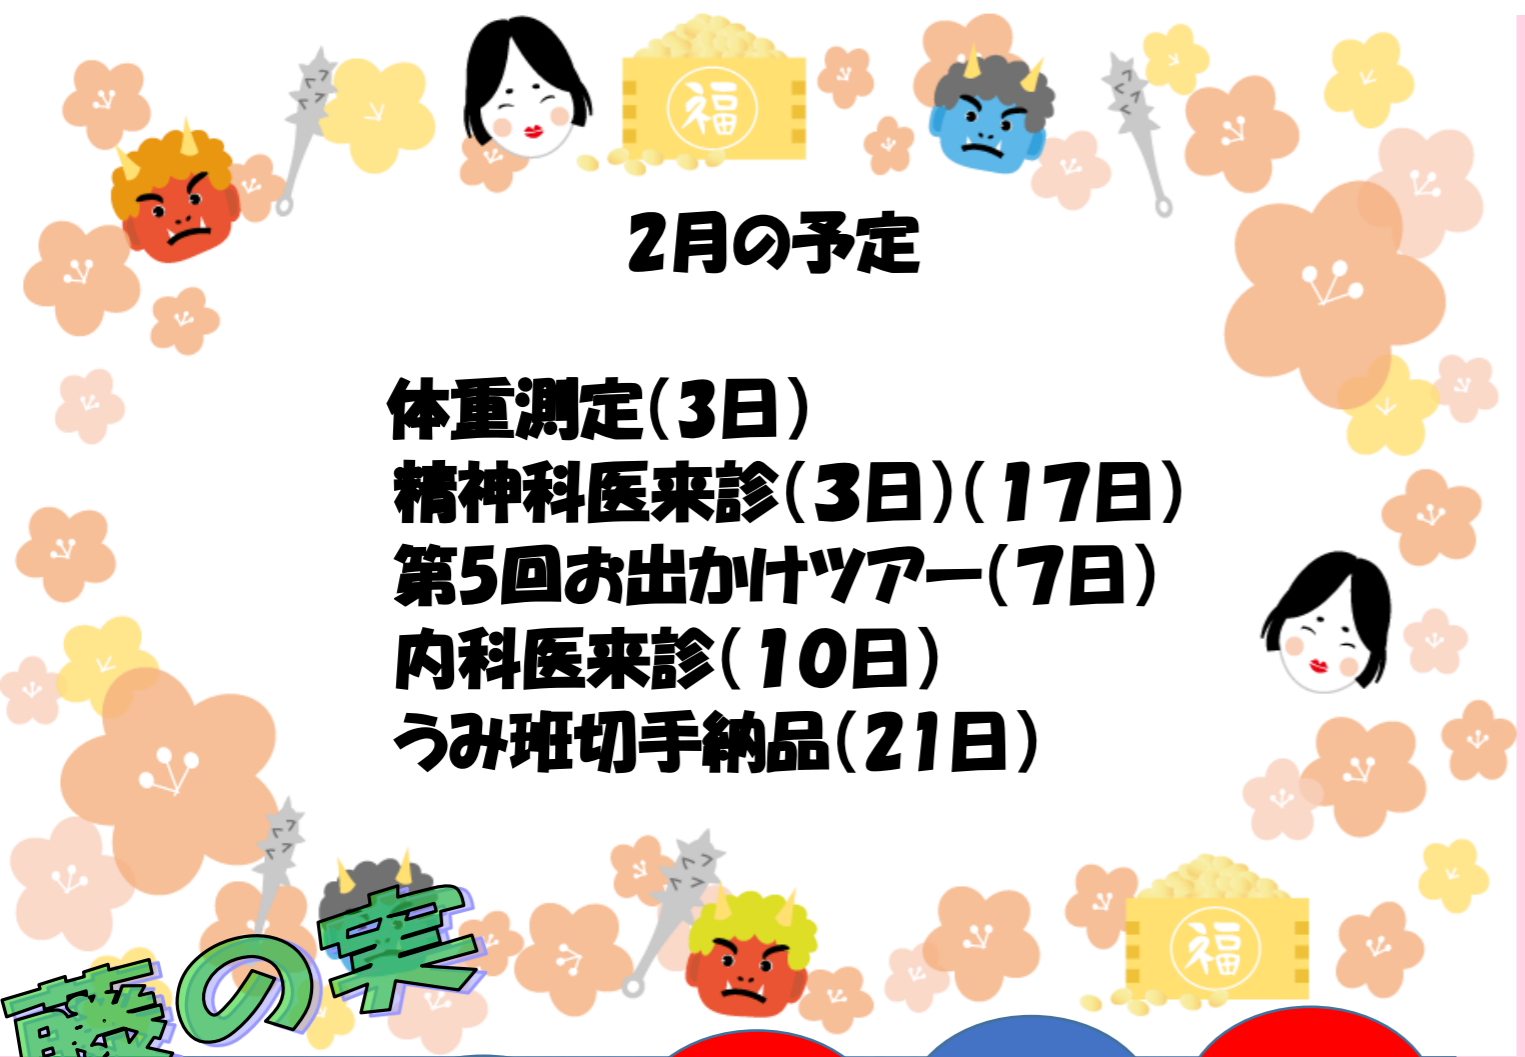 福
2月の予定
体重測定(3日)
精神科医来診(3日)(17日)
第5回お出かけツアー(7日)
内科医来診(10日)
うみ班切手納品(21日)
福
藤の実